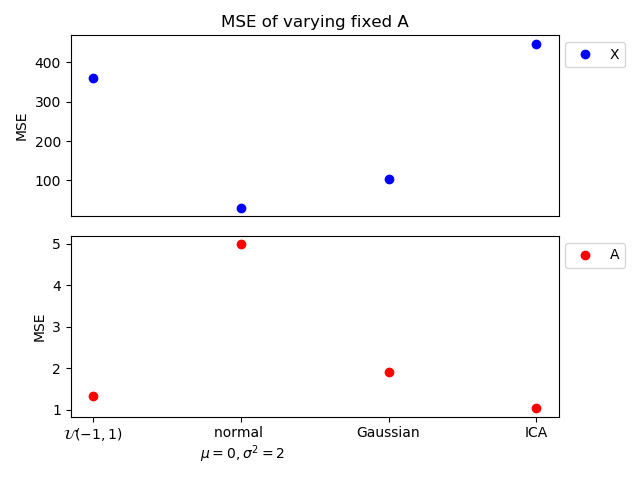 MSE of varying fixed A
400
300
200
100
MSE
X
5
4
3
2
1
MSE
A
𝒰(−1, 1)
normal
μ = 0, σ² = 2
Gaussian
ICA